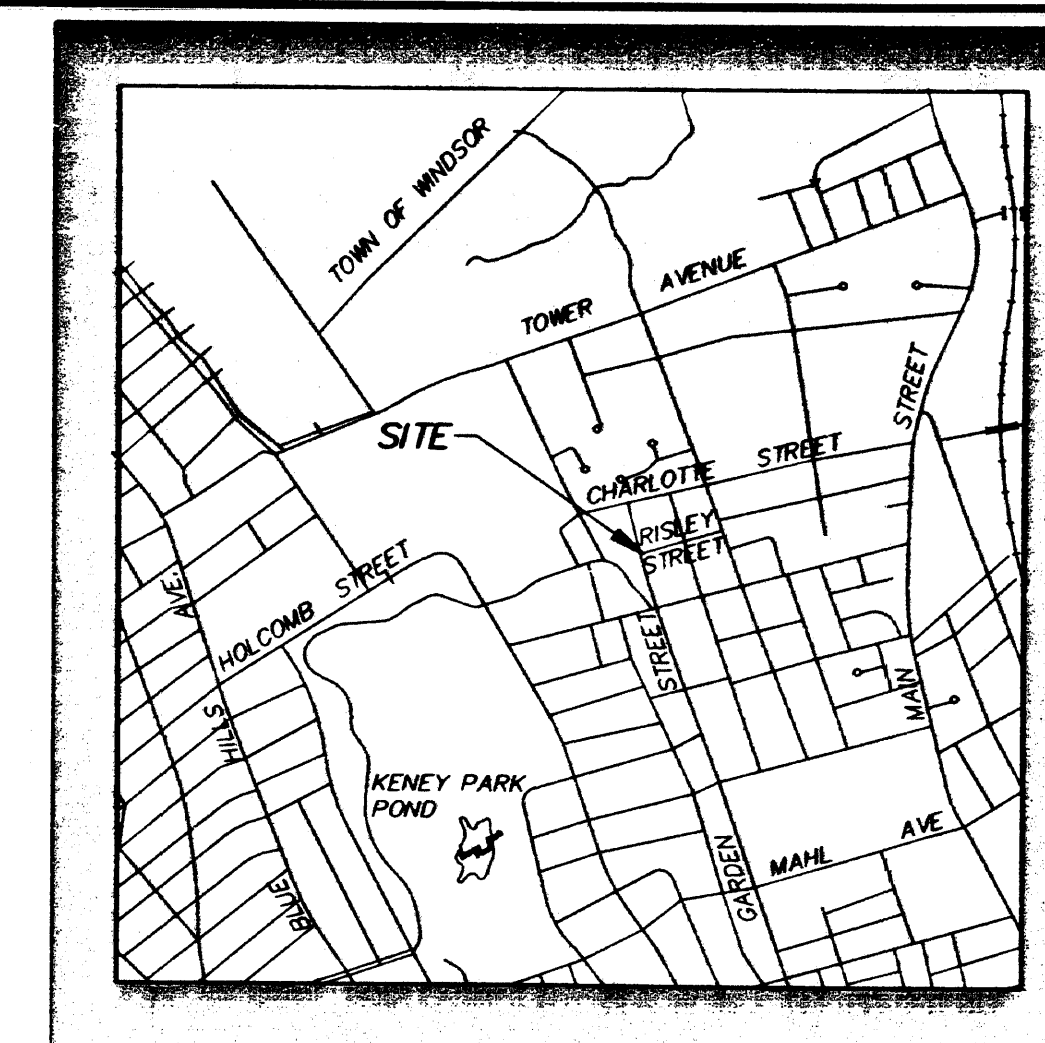 TOWN OF WINDSOR
TOWER AVENUE
SITE
CHARLOTTE STREET
RISLEY
STREET
HOLCOMB STREET
STREET
MAIN STREET
BLUE HILLS AVE.
KENEY PARK
POND
GARDEN
MAHL AVE